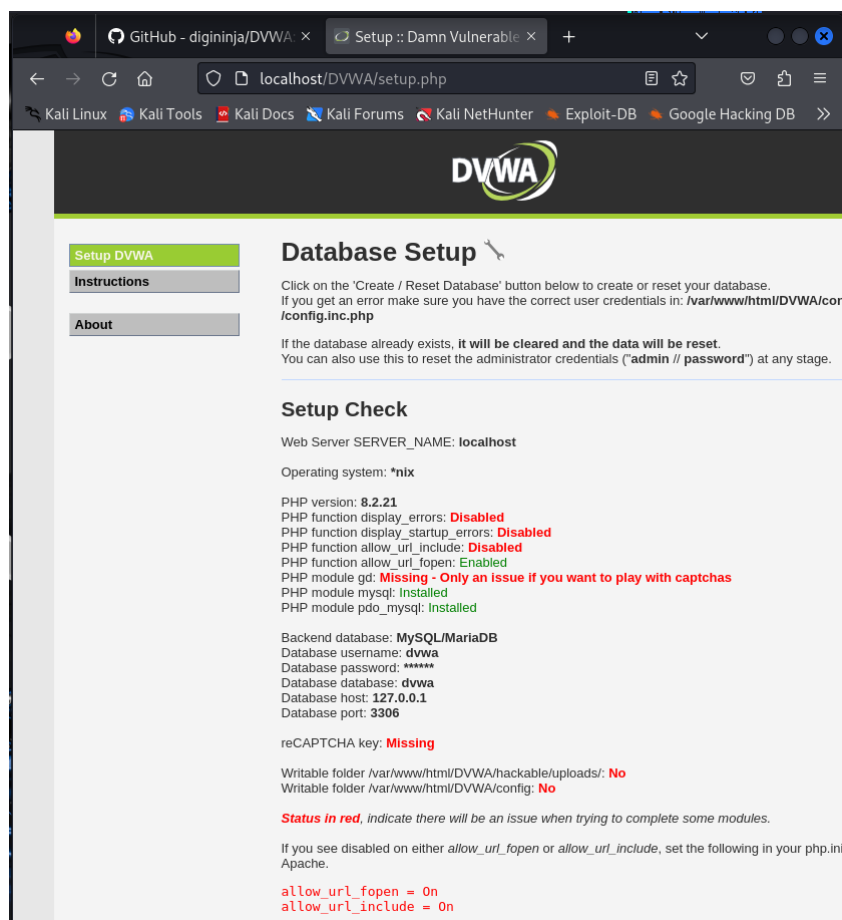 GitHub - digininja/DVWA:
Setup :: Damn Vulnerable
localhost/DVWA/setup.php
Kali Linux Kali Tools Kali Docs Kali Forums Kali NetHunter Exploit-DB Google Hacking DB
DVWA
Setup DVWA
Instructions
About
Database Setup
Click on the 'Create / Reset Database' button below to create or reset your database.
If you get an error make sure you have the correct user credentials in: /var/www/html/DVWA/con
/config.inc.php
If the database already exists, it will be cleared and the data will be reset.
You can also use this to reset the administrator credentials ("admin // password") at any stage.
Setup Check
Web Server SERVER_NAME: localhost
Operating system: *nix
PHP version: 8.2.21
PHP function display_errors: Disabled
PHP function display_startup_errors: Disabled
PHP function allow_url_include: Disabled
PHP function allow_url_fopen: Enabled
PHP module gd: Missing - Only an issue if you want to play with captchas
PHP module mysql: Installed
PHP module pdo_mysql: Installed
Backend database: MySQL/MariaDB
Database username: dvwa
Database password: ******
Database database: dvwa
Database host: 127.0.0.1
Database port: 3306
reCAPTCHA key: Missing
Writable folder /var/www/html/DVWA/hackable/uploads/: No
Writable folder /var/www/html/DVWA/config: No
Status in red, indicate there will be an issue when trying to complete some modules.
If you see disabled on either allow_url_fopen or allow_url_include, set the following in your php.ini
Apache.
allow_url_fopen = On
allow_url_include = On